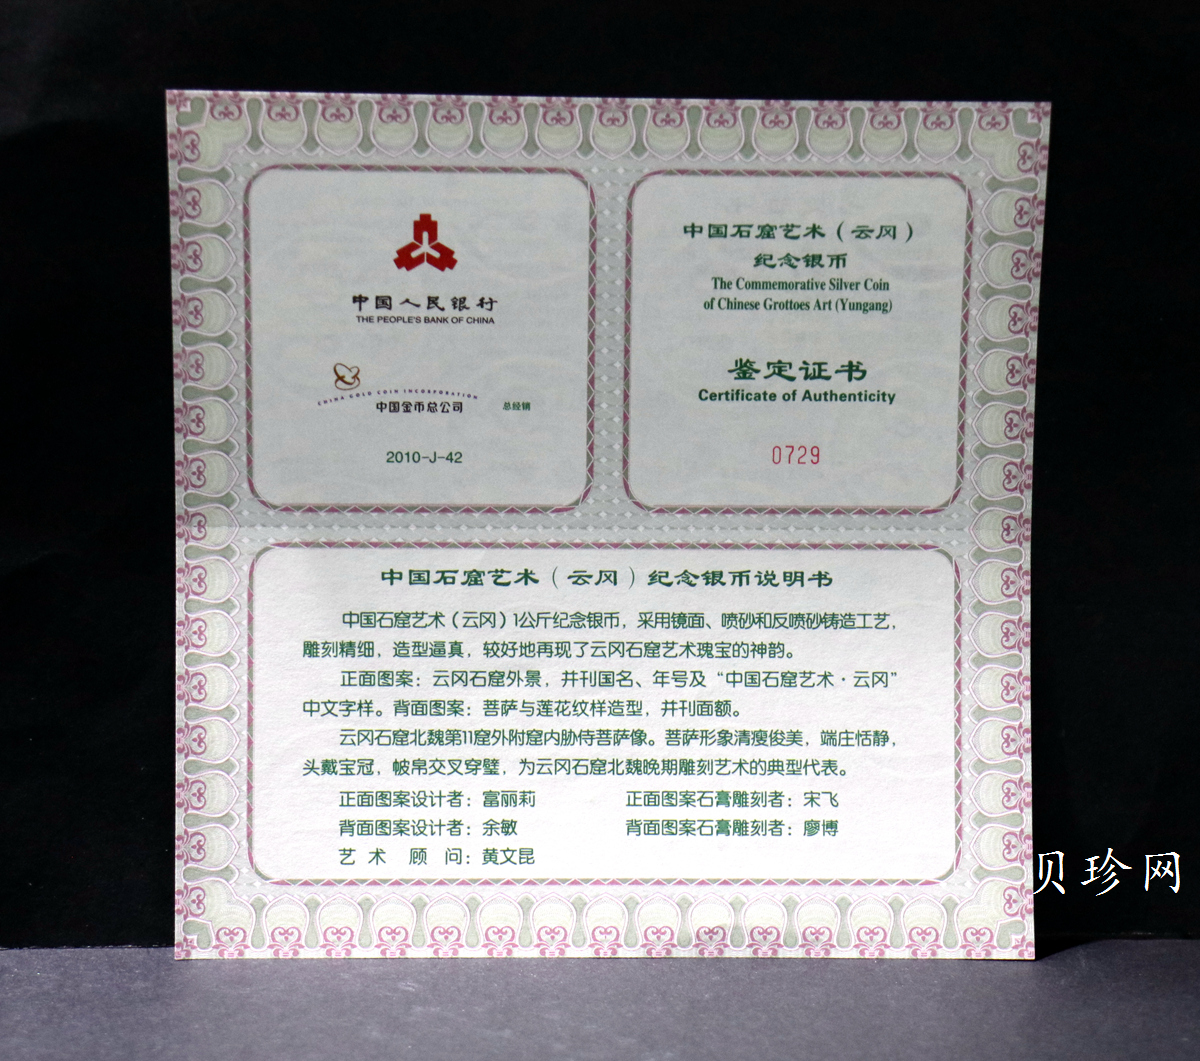 中国人民银行
THE PEOPLE'S BANK OF CHINA
CHINA GOLD COIN INCORPORATION
中国金币总公司 总经销
2010-J-42
中国石窟艺术（云冈）
纪念银币
The Commemorative Silver Coin
of Chinese Grottoes Art (Yungang)
鉴定证书
Certificate of Authenticity
0729
中国石窟艺术（云冈）纪念银币说明书
中国石窟艺术（云冈）1公斤纪念银币，采用镜面、喷砂和反喷砂铸造工艺，
雕刻精细，造型逼真，较好地再现了云冈石窟艺术瑰宝的神韵。
正面图案：云冈石窟外景，并刊国名、年号及“中国石窟艺术·云冈”
中文字样。背面图案：菩萨与莲花纹样造型，并刊面额。
云冈石窟北魏第11窟外附窟内胁侍菩萨像。菩萨形象清瘦俊美，端庄恬静，
头戴宝冠，帔帛交叉穿璧，为云冈石窟北魏晚期雕刻艺术的典型代表。
正面图案设计者：富丽莉 正面图案石膏雕刻者：宋飞
背面图案设计者：余敏 背面图案石膏雕刻者：廖博
艺术顾问：黄文昆
贝珍网